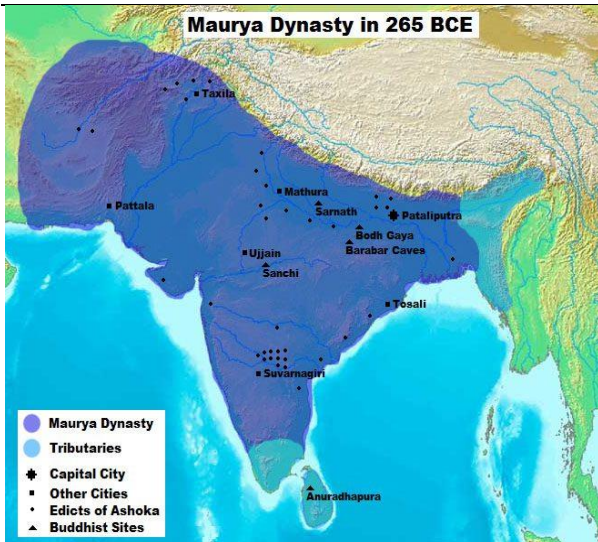 Maurya Dynasty in 265 BCE
Taxila
Mathura
Pattala
Sarnath
Pataliputra
Bodh Gaya
Barabar Caves
Ujjain
Sanchi
Tosali
Suvarnagiri
Anuradhapura
Maurya Dynasty
Tributaries
Capital City
Other Cities
Edicts of Ashoka
Buddhist Sites